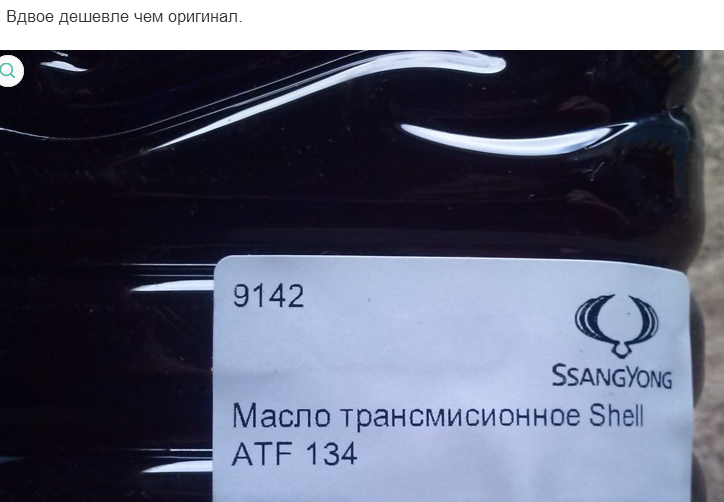 Вдвое дешевле чем оригинал.
9142
SSANGYONG
Масло трансмисионное Shell
ATF 134